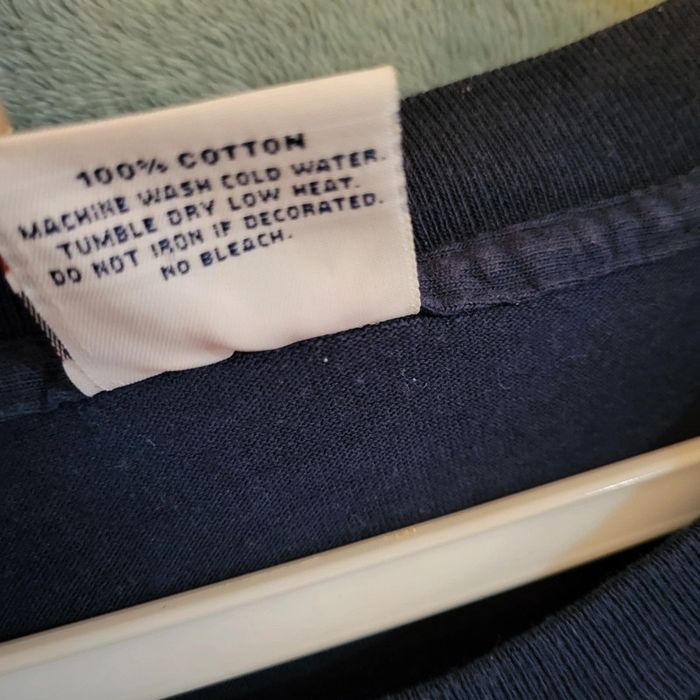 100% COTTON
MACHINE WASH COLD WATER.
TUMBLE DRY LOW HEAT.
DO NOT IRON IF DECORATED.
NO BLEACH.